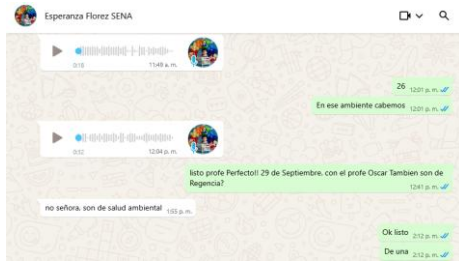 Esperanza Florez SENA
0:18 11:49 a. m.
26 12:01 p. m.
En ese ambiente cabemos 12:01 p. m.
0:32 12:04 p. m.
listo profe Perfecto!! 29 de Septiembre. con el profe Oscar Tambien son de
Regencia?
12:41 p. m.
no señora. son de salud ambiental 1:55 p. m.
Ok listo 2:12 p. m.
De una 2:12 p. m.